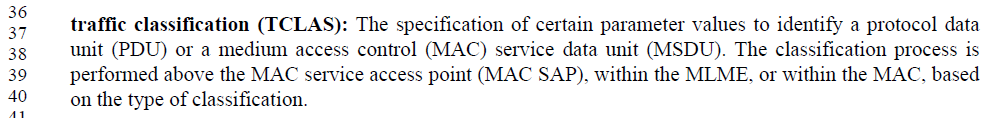 36
37 traffic classification (TCLAS): The specification of certain parameter values to identify a protocol data
38 unit (PDU) or a medium access control (MAC) service data unit (MSDU). The classification process is
39 performed above the MAC service access point (MAC SAP), within the MLME, or within the MAC, based
40 on the type of classification.
41